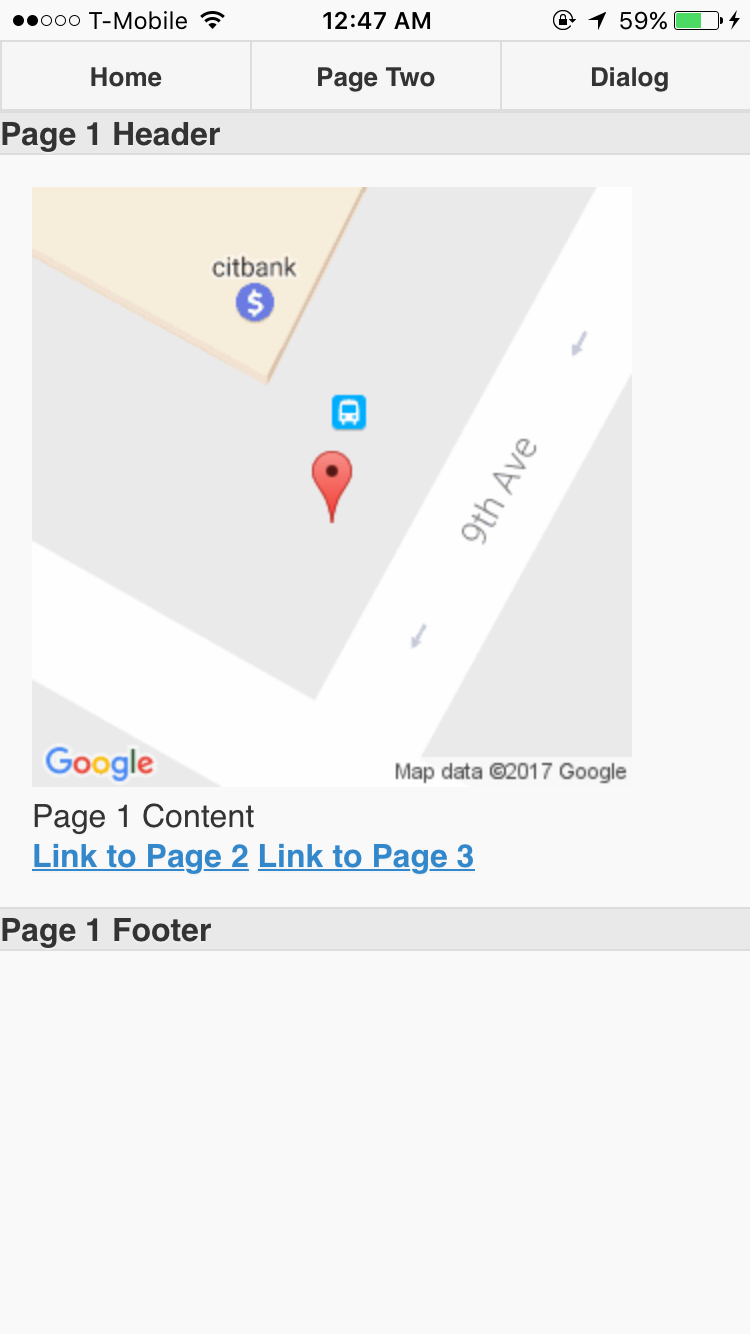 T-Mobile 12:47 AM 59%
Home Page Two Dialog
Page 1 Header
citbank
$
9th Ave
Google Map data ©2017 Google
Page 1 Content
Link to Page 2 Link to Page 3
Page 1 Footer